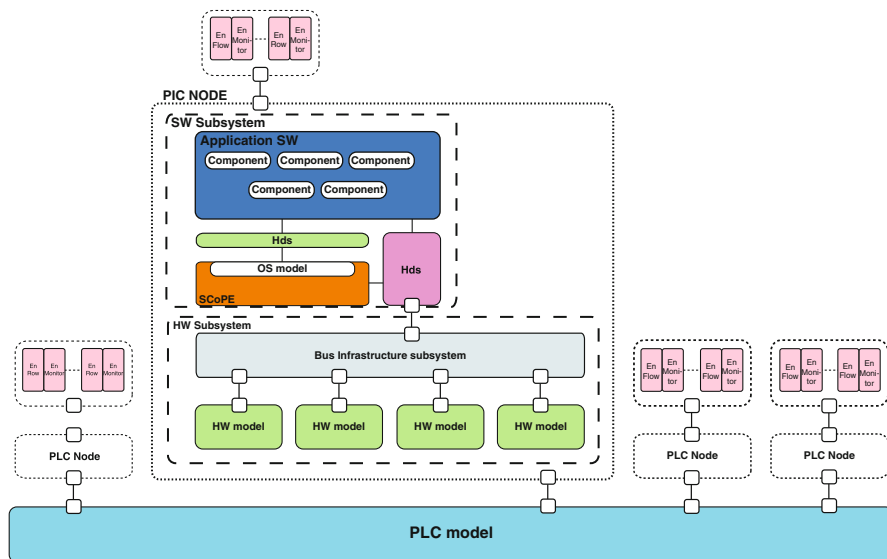 En Flow
En Moni-tor
En Row
En Moni-tor
PIC NODE
SW Subsystem
Application SW
Component
Component
Component
Component
Component
Hds
OS model
SCoPE
Hds
HW Subsystem
Bus Infrastructure subsystem
HW model
HW model
HW model
HW model
En Row
En Monitor
En Row
En Monitor
PLC Node
En Flow
En Moni-tor
En Flow
En Moni-tor
PLC Node
En Flow
En Moni-tor
En Flow
En Moni-tor
PLC Node
PLC model